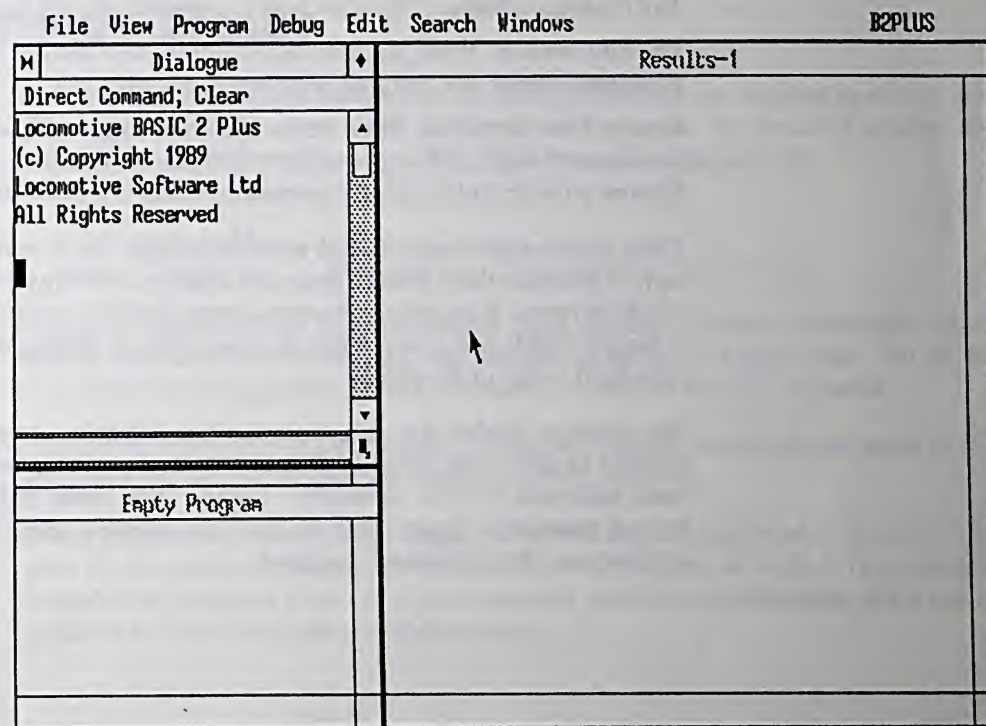 File View Program Debug Edit Search Windows B2PLUS
Dialogue
Results-1
Direct Command; Clear
Locomotive BASIC 2 Plus
(c) Copyright 1989
Locomotive Software Ltd
All Rights Reserved
Empty Program